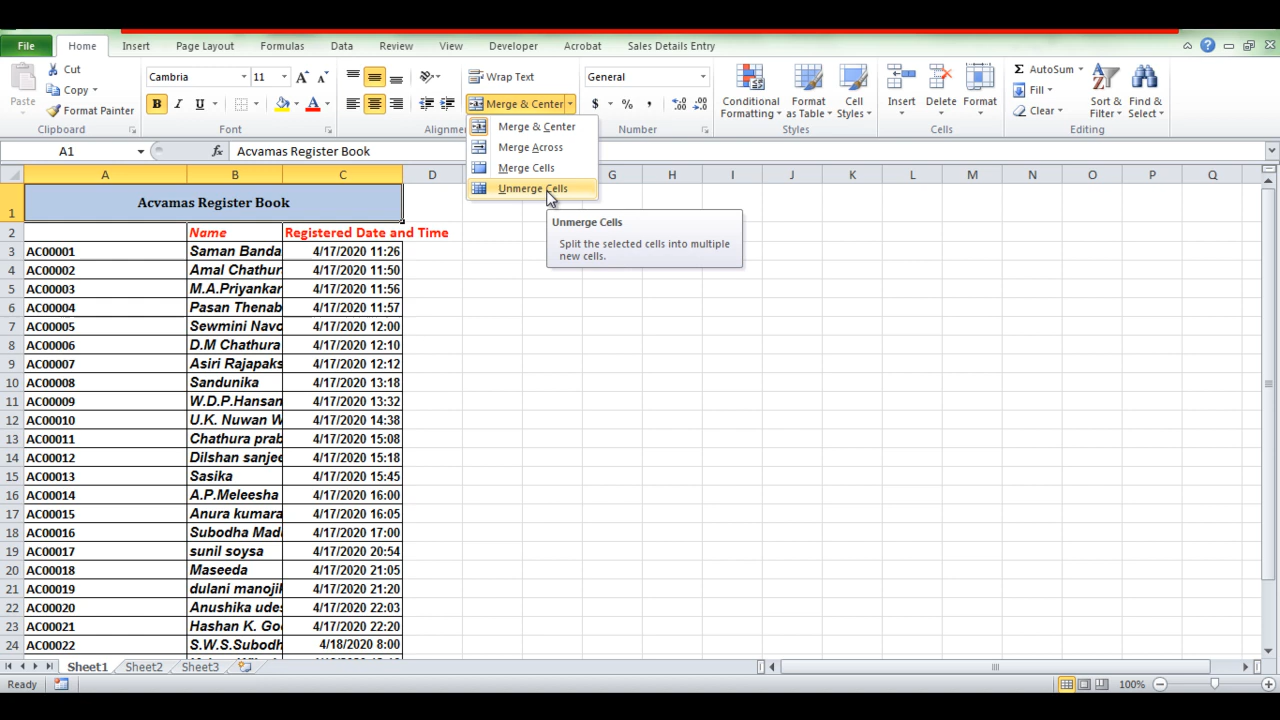 File Home Insert Page Layout Formulas Data Review View Developer Acrobat Sales Details Entry
Paste
Cut
Copy
Format Painter
Clipboard
Cambria 11
B I U A
Font
Wrap Text
Merge & Center
Alignm
General
$ % ,
Number
Conditional Formatting
Format as Table
Cell Styles
Styles
Insert Delete Format
Cells
Σ AutoSum
Fill
Clear
Sort & Filter
Find & Select
Editing
Merge & Center
Merge Across
Merge Cells
Unmerge Cells
Unmerge Cells
Split the selected cells into multiple
new cells.
A1 fx Acvamas Register Book
A B C D G H I J K L M N O P Q
1 Acvamas Register Book
2 Name Registered Date and Time
3 AC00001 Saman Banda 4/17/2020 11:26
4 AC00002 Amal Chathur 4/17/2020 11:50
5 AC00003 M.A.Priyankar 4/17/2020 11:56
6 AC00004 Pasan Thenab 4/17/2020 11:57
7 AC00005 Sewmini Navo 4/17/2020 12:00
8 AC00006 D.M Chathura 4/17/2020 12:10
9 AC00007 Asiri Rajapaks 4/17/2020 12:12
10 AC00008 Sandunika 4/17/2020 13:18
11 AC00009 W.D.P.Hansan 4/17/2020 13:32
12 AC00010 U.K. Nuwan W 4/17/2020 14:38
13 AC00011 Chathura prab 4/17/2020 15:08
14 AC00012 Dilshan sanjee 4/17/2020 15:18
15 AC00013 Sasika 4/17/2020 15:45
16 AC00014 A.P.Meleesha 4/17/2020 16:00
17 AC00015 Anura kumara 4/17/2020 16:05
18 AC00016 Subodha Mad 4/17/2020 17:00
19 AC00017 sunil soysa 4/17/2020 20:54
20 AC00018 Maseeda 4/17/2020 21:05
21 AC00019 dulani manojil 4/17/2020 21:20
22 AC00020 Anushika udes 4/17/2020 22:03
23 AC00021 Hashan K. Go 4/17/2020 22:20
24 AC00022 S.W.S.Subodh 4/18/2020 8:00
Sheet1 Sheet2 Sheet3
Ready 100%